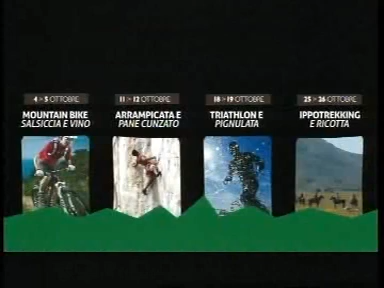 4 > 5 OTTOBRE
MOUNTAIN BIKE
SALSICCIA E VINO
11 > 12 OTTOBRE
ARRAMPICATA E
PANE CUNZATO
18 > 19 OTTOBRE
TRIATHLON E
PIGNULATA
25 > 26 OTTOBRE
IPPOTREKKING
E RICOTTA